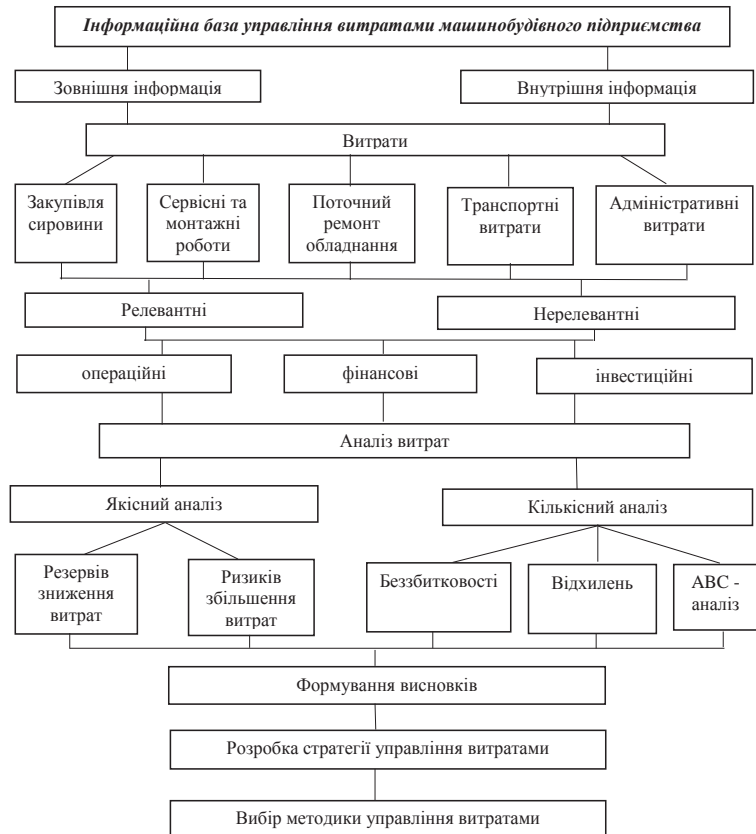 Інформаційна база управління витратами машинобудівного підприємства
Зовнішня інформація
Внутрішня інформація
Витрати
Закупівля
сировини
Сервісні та
монтажні
роботи
Поточний
ремонт
обладнання
Транспортні
витрати
Адміністративні
витрати
Релевантні
Нерелевантні
операційні
фінансові
інвестиційні
Аналіз витрат
Якісний аналіз
Кількісний аналіз
Резервів
зниження
витрат
Ризиків
збільшення
витрат
Беззбитковості
Відхилень
АВС -
аналіз
Формування висновків
Розробка стратегії управління витратами
Вибір методики управління витратами